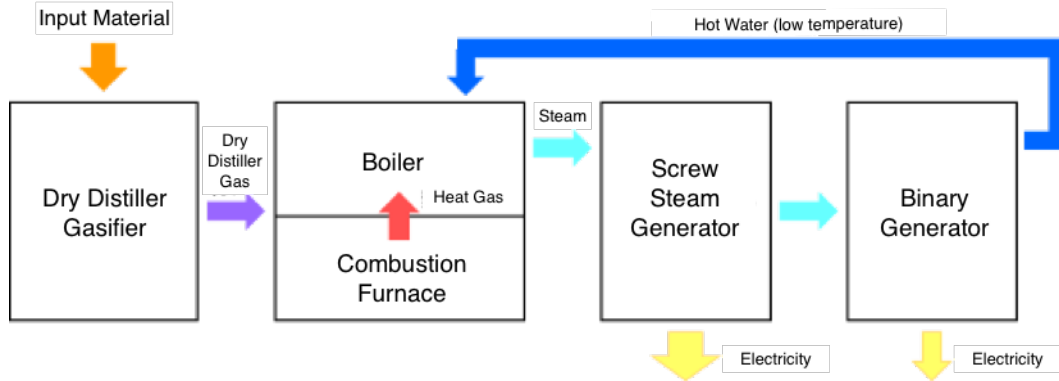 Input Material
Hot Water (low temperature)
Dry Distiller
Gasifier
Dry
Distiller
Gas
Boiler
Heat Gas
Combustion
Furnace
Steam
Screw
Steam
Generator
Binary
Generator
Electricity
Electricity